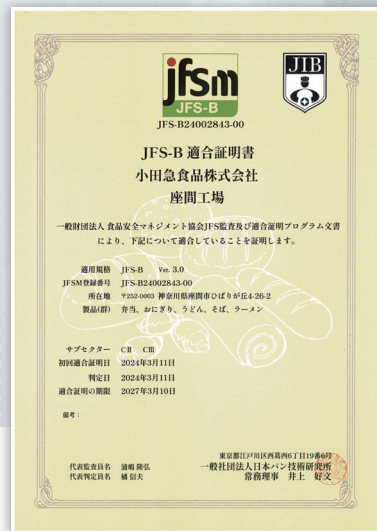 jfsm
JFS-B
JIB
JFS-B24002843-00
JFS-B 適合証明書
小田急食品株式会社
座間工場
一般財団法人 食品安全マネジメント協会JFS監査及び適合証明プログラム文書
により、下記について適合していることを証明します。
適用規格 JFS-B Ver. 3.0
JFSM登録番号 JFS-B24002843-00
所在地 〒252-0003 神奈川県座間市ひばりが丘4-26-2
製品(群) 弁当、おにぎり、うどん、そば、ラーメン
サブセクター CⅡ CⅢ
初回適合証明日 2024年3月11日
判定日 2024年3月11日
適合証明の期限 2027年3月10日
備考：
東京都江戸川区西葛西6丁目19番6号
代表監査員名 浦嶋 隆弘
一般社団法人日本パン技術研究所
代表判定員名 橘 信夫
常務理事 井上 好文